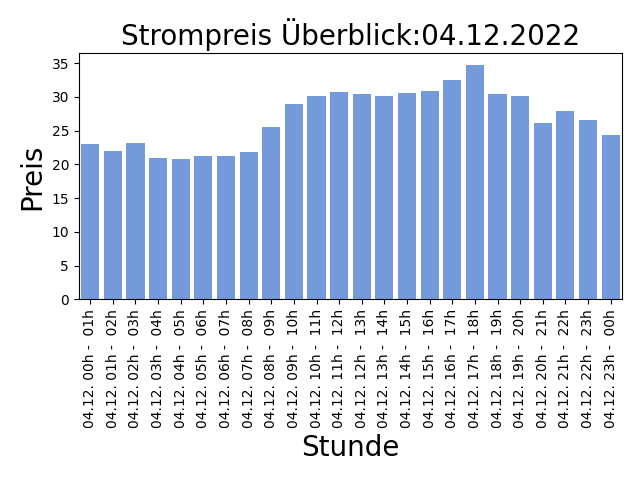 Strompreis Überblick:04.12.2022
Preis
35
30
25
20
15
10
5
0
04.12. 00h - 01h
04.12. 01h - 02h
04.12. 02h - 03h
04.12. 03h - 04h
04.12. 04h - 05h
04.12. 05h - 06h
04.12. 06h - 07h
04.12. 07h - 08h
04.12. 08h - 09h
04.12. 09h - 10h
04.12. 10h - 11h
04.12. 11h - 12h
04.12. 12h - 13h
04.12. 13h - 14h
04.12. 14h - 15h
04.12. 15h - 16h
04.12. 16h - 17h
04.12. 17h - 18h
04.12. 18h - 19h
04.12. 19h - 20h
04.12. 20h - 21h
04.12. 21h - 22h
04.12. 22h - 23h
04.12. 23h - 00h
Stunde